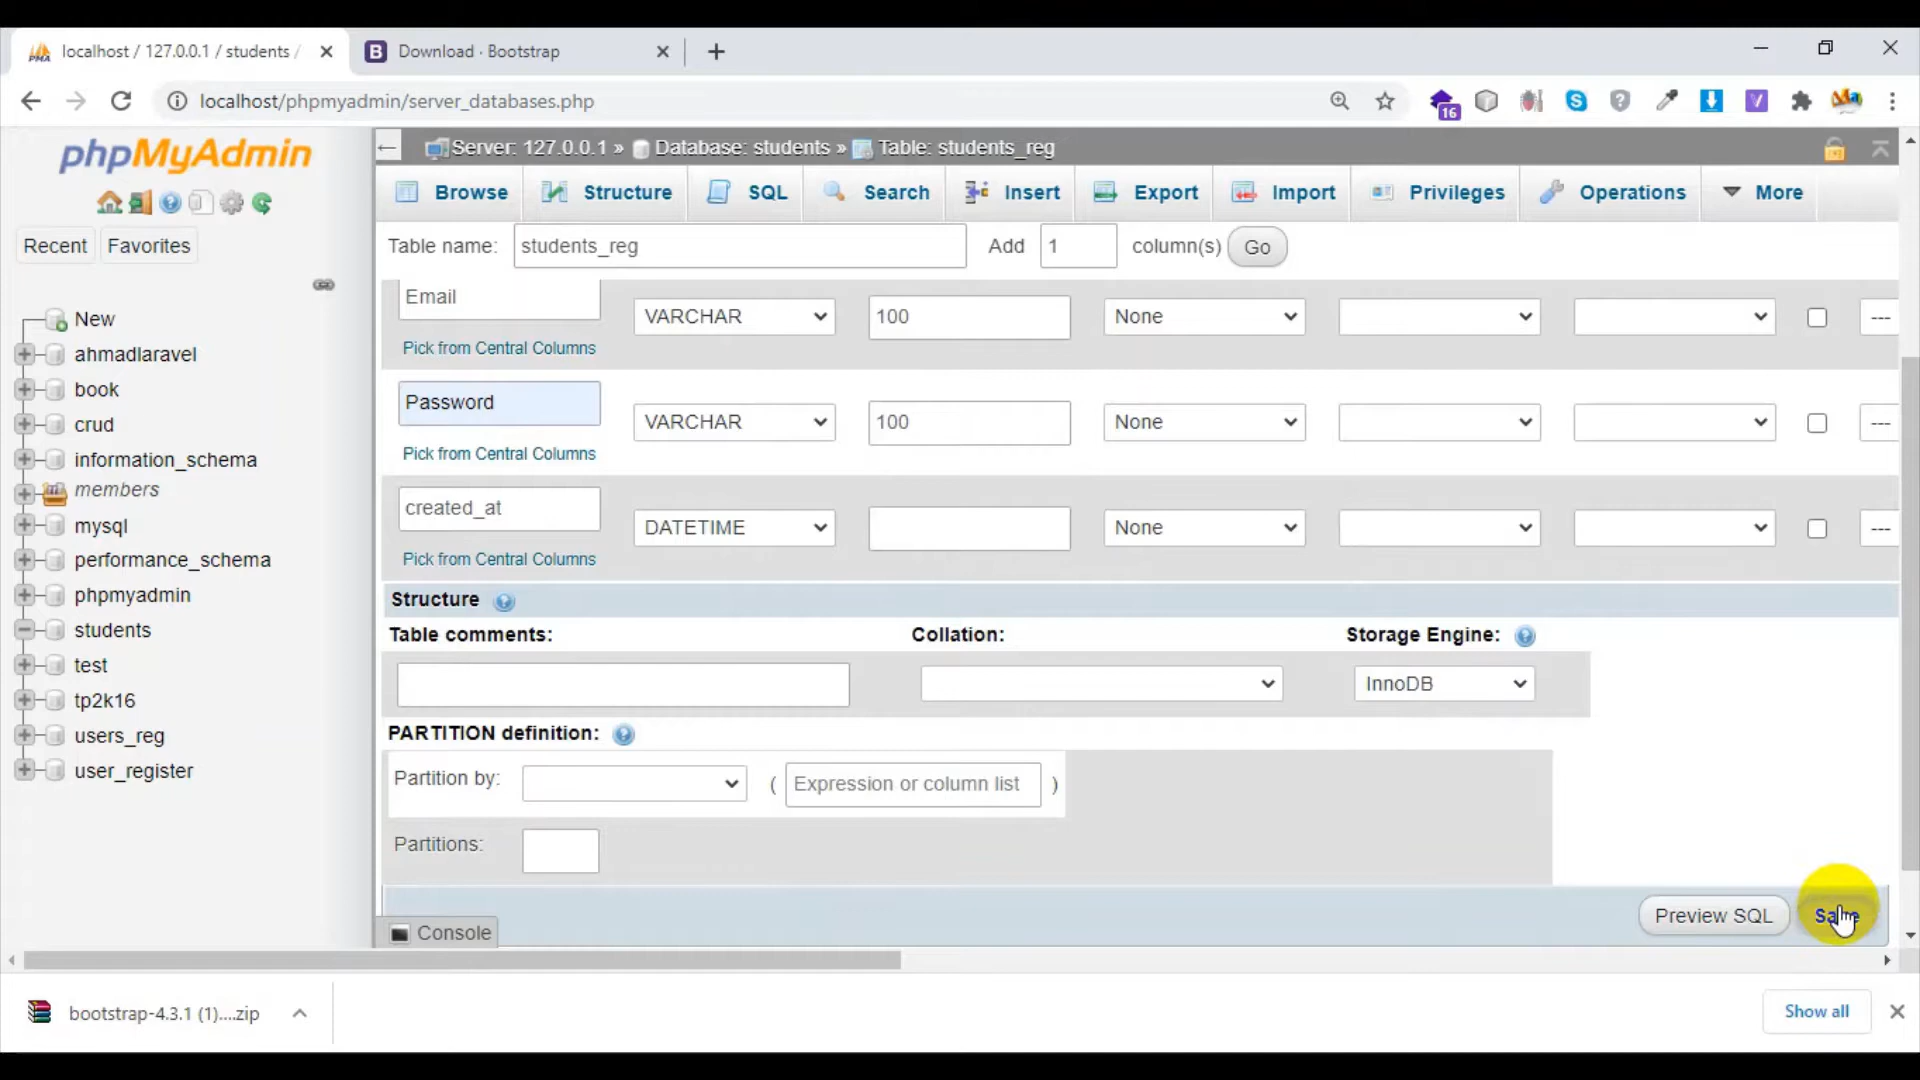 localhost / 127.0.0.1 / students /
Download · Bootstrap
localhost/phpmyadmin/server_databases.php
16
phpMyAdmin
Server: 127.0.0.1 » Database: students » Table: students_reg
Browse
Structure
SQL
Search
Insert
Export
Import
Privileges
Operations
More
Recent
Favorites
Table name: students_reg Add 1 column(s) Go
New
ahmadlaravel
book
crud
information_schema
members
mysql
performance_schema
phpmyadmin
students
test
tp2k16
users_reg
user_register
Email VARCHAR 100 None ---
Pick from Central Columns
Password VARCHAR 100 None ---
Pick from Central Columns
created_at DATETIME None ---
Pick from Central Columns
Structure
Table comments: Collation: Storage Engine:
InnoDB
PARTITION definition:
Partition by: ( Expression or column list )
Partitions:
Preview SQL Save
Console
bootstrap-4.3.1 (1)....zip
Show all